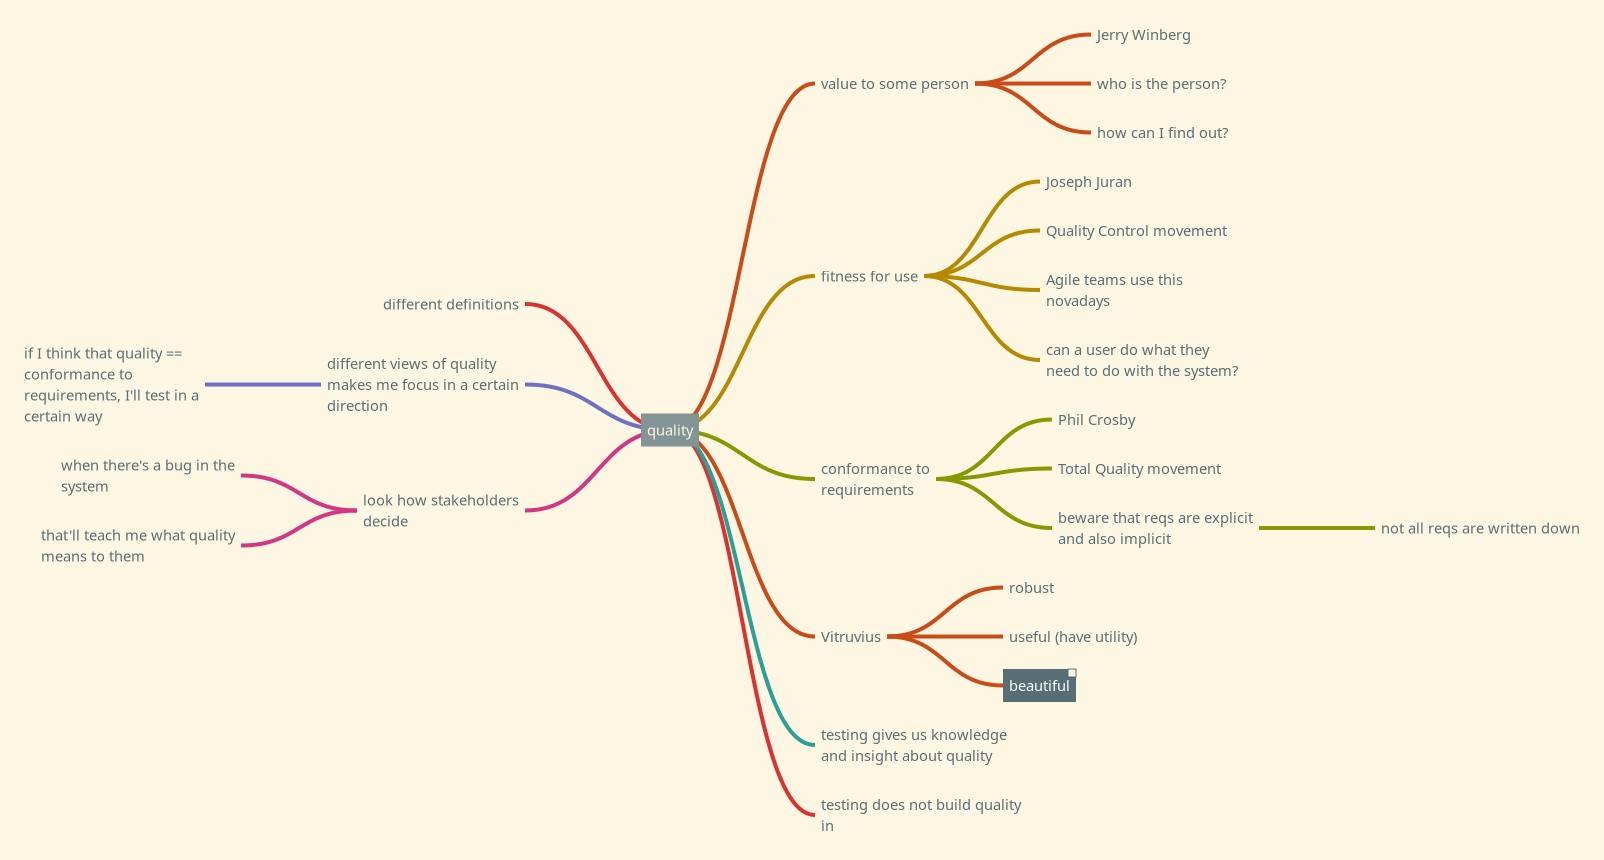 quality
value to some person
Jerry Winberg
who is the person?
how can I find out?
fitness for use
Joseph Juran
Quality Control movement
Agile teams use this
novadays
can a user do what they
need to do with the system?
conformance to
requirements
Phil Crosby
Total Quality movement
beware that reqs are explicit
and also implicit
not all reqs are written down
Vitruvius
robust
useful (have utility)
beautiful
testing gives us knowledge
and insight about quality
testing does not build quality
in
different definitions
different views of quality
makes me focus in a certain
direction
if I think that quality ==
conformance to
requirements, I'll test in a
certain way
look how stakeholders
decide
when there's a bug in the
system
that'll teach me what quality
means to them